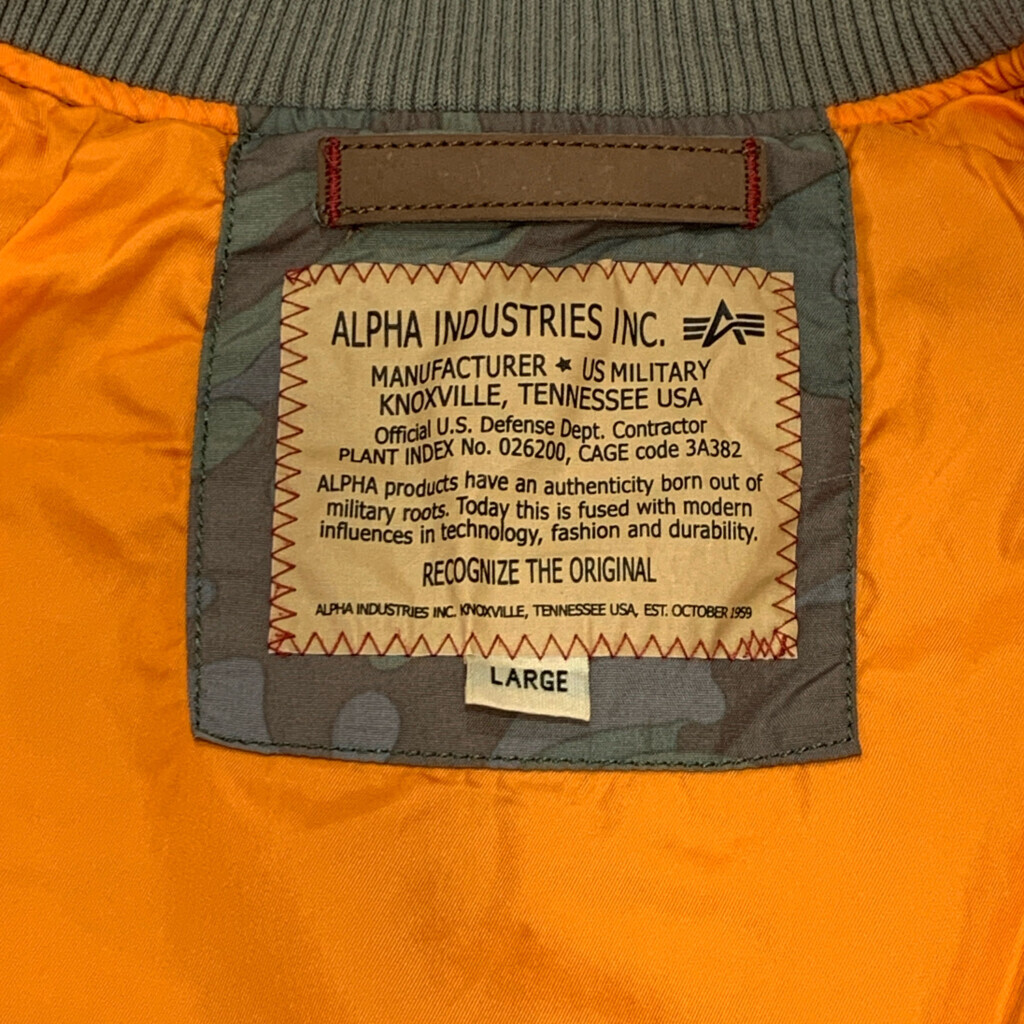 ALPHA INDUSTRIES INC.
MANUFACTURER ★ US MILITARY
KNOXVILLE, TENNESSEE USA
Official U.S. Defense Dept. Contractor
PLANT INDEX No. 026200, CAGE code 3A382
ALPHA products have an authenticity born out of
military roots. Today this is fused with modern
influences in technology, fashion and durability.
RECOGNIZE THE ORIGINAL
ALPHA INDUSTRIES INC. KNOXVILLE, TENNESSEE USA, EST. OCTOBER 1959
LARGE